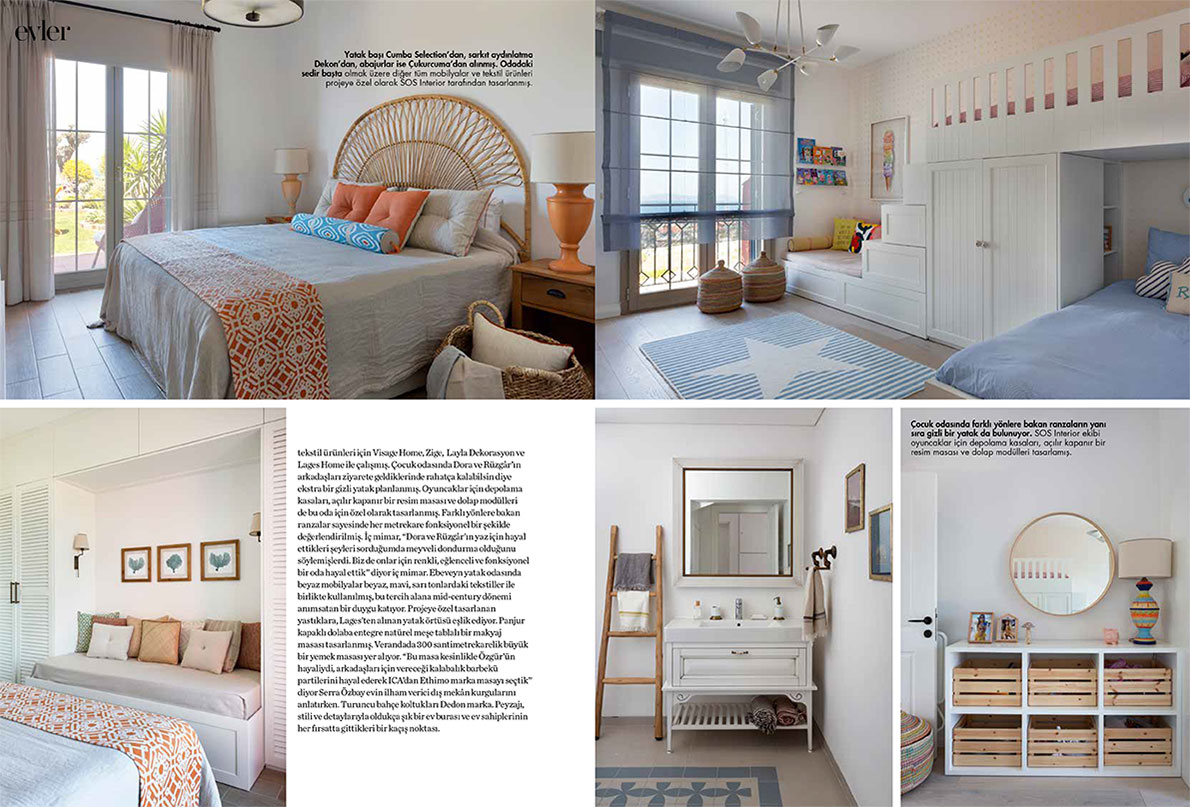 evler
Yatak başı Cumba Selection’dan, sarkıt aydınlatma
Dekon’dan, abajurlar ise Çukurcuma’dan alınmış. Odadaki
sedir başta olmak üzere diğer tüm mobilyalar ve tekstil ürünleri
projeye özel olarak SOS Interior tarafından tasarlanmış.
tekstil ürünleri için Visage Home, Zige, Layla Dekorasyon ve
Lages Home ile çalışmış. Çocuk odasında Dora ve Rüzgâr’ın
arkadaşları ziyarete geldiklerinde rahatça kalabilsin diye
ekstra bir gizli yatak planlanmış. Oyuncaklar için depolama
kasaları, açılır kapanır bir resim masası ve dolap modülleri
de bu oda için özel olarak tasarlanmış. Farklı yönlere bakan
ranzalar sayesinde her metrekare fonksiyonel bir şekilde
değerlendirilmiş. İç mimar, “Dora ve Rüzgâr’ın yaz için hayal
ettikleri şeyleri sorduğumda meyveli dondurma olduğunu
söylemişlerdi. Biz de onlar için renkli, eğlenceli ve fonksiyonel
bir oda hayal ettik” diyor iç mimar. Ebeveyn yatak odasında
beyaz mobilyalar beyaz, mavi, sarı tonlardaki tekstiller ile
birlikte kullanılmış, bu tercih alana mid-century dönemi
anımsatan bir duygu katıyor. Projeye özel tasarlanan
yastıklara, Lages’ten alınan yatak örtüsü eşlik ediyor. Panjur
kapaklı dolaba entegre natürel meşe tablalı bir makyaj
masası tasarlanmış. Verandada 300 santimetrekarelik büyük
bir yemek masası yer alıyor. “Bu masa kesinlikle Özgür’ün
hayaliydi, arkadaşları için vereceği kalabalık barbekü
partilerini hayal ederek ICA’dan Ethimo marka masayı seçtik”
diyor Serra Özbay evin ilham verici dış mekân kurgularını
anlatırken. Turuncu bahçe koltukları Dedon marka. Peyzajı,
stili ve detaylarıyla oldukça şık bir ev burası ve ev sahiplerinin
her fırsatta gittikleri bir kaçış noktası.
Çocuk odasında farklı yönlere bakan ranzaların yanı
sıra gizli bir yatak da bulunuyor. SOS Interior ekibi
oyuncaklar için depolama kasaları, açılır kapanır bir
resim masası ve dolap modülleri tasarlamış.